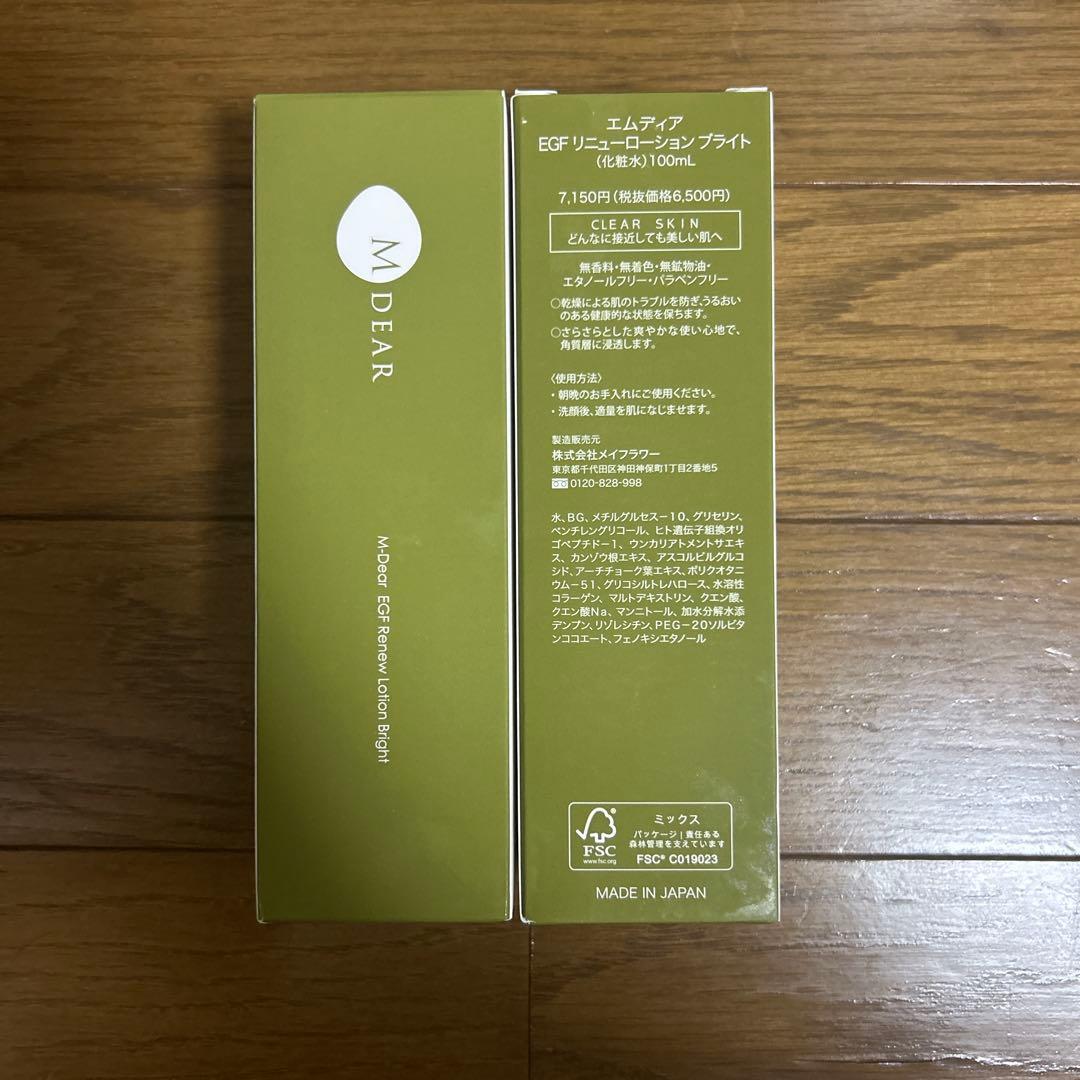 M DEAR
M-Dear EGF Renew Lotion Bright
エムディア
EGF リニューローション ブライト
(化粧水)100mL
7,150円(税抜価格6,500円)
CLEAR SKIN
どんなに接近しても美しい肌へ
無香料・無着色・無鉱物油・
エタノールフリー・パラベンフリー
○乾燥による肌のトラブルを防ぎ、うるおい
のある健康的な状態を保ちます。
○さらさらとした爽やかな使い心地で、
角質層に浸透します。
〈使用方法〉
・朝晩のお手入れにご使用ください。
・洗顔後、適量を肌になじませます。
製造販売元
株式会社メイフラワー
東京都千代田区神田神保町1丁目2番地5
0120-828-998
水、BG、メチルグルセス-10、グリセリン、
ペンチレングリコール、ヒト遺伝子組換オリ
ゴペプチド-1、ウンカリアトメントサエキ
ス、カンゾウ根エキス、アスコルビルグルコ
シド、アーチチョーク葉エキス、ポリクオタニ
ウム-51、グリコシルトレハロース、水溶性
コラーゲン、マルトデキストリン、クエン酸、
クエン酸Na、マンニトール、加水分解水添
デンプン、リゾレシチン、PEG-20ソルビタ
ンココエート、フェノキシエタノール
FSC
www.fsc.org
ミックス
パッケージ|責任ある
森林管理を支えています
FSC® C019023
MADE IN JAPAN